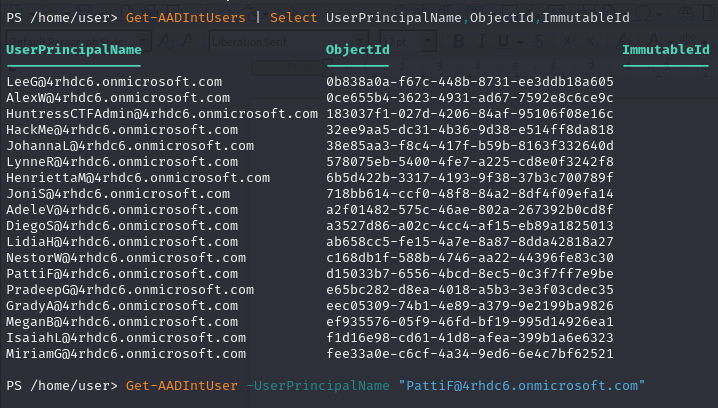 PS /home/user> Get-AADIntUsers | Select UserPrincipalName,ObjectId,ImmutableId
UserPrincipalName ObjectId ImmutableId
LeeG@4rhdc6.onmicrosoft.com 0b838a0a-f67c-448b-8731-ee3ddb18a605
AlexW@4rhdc6.onmicrosoft.com 0ce655b4-3623-4931-ad67-7592e8c6ce9c
HuntressCTFAdmin@4rhdc6.onmicrosoft.com 183037f1-027d-4206-84af-95106f08e16c
HackMe@4rhdc6.onmicrosoft.com 32ee9aa5-dc31-4b36-9d38-e514ff8da818
JohannaL@4rhdc6.onmicrosoft.com 38e85aa3-f8c4-417f-b59b-8163f332640d
LynneR@4rhdc6.onmicrosoft.com 578075eb-5400-4fe7-a225-cd8e0f3242f8
HenriettaM@4rhdc6.onmicrosoft.com 6b5d422b-3317-4193-9f38-37b3c700789f
JoniS@4rhdc6.onmicrosoft.com 718bb614-ccf0-48f8-84a2-8df4f09efa14
AdeleV@4rhdc6.onmicrosoft.com a2f01482-575c-46ae-802a-267392b0cd8f
DiegoS@4rhdc6.onmicrosoft.com a3527d86-a02c-4cc4-af15-eb89a1825013
LidiaH@4rhdc6.onmicrosoft.com ab658cc5-fe15-4a7e-8a87-8dda42818a27
NestorW@4rhdc6.onmicrosoft.com c168db1f-588b-4746-aa22-44396fe83c30
PattiF@4rhdc6.onmicrosoft.com d15033b7-6556-4bcd-8ec5-0c3f7ff7e9be
PradeepG@4rhdc6.onmicrosoft.com e65bc282-d8ea-4018-a5b3-3e3f03cdec35
GradyA@4rhdc6.onmicrosoft.com eec05309-74b1-4e89-a379-9e2199ba9826
MeganB@4rhdc6.onmicrosoft.com ef935576-05f9-46fd-bf19-995d14926ea1
IsaiahL@4rhdc6.onmicrosoft.com f1d16e98-cd61-41d8-afea-399b1a6e6323
MiriamG@4rhdc6.onmicrosoft.com fee33a0e-c6cf-4a34-9ed6-6e4c7bf62521
PS /home/user> Get-AADIntUser -UserPrincipalName "PattiF@4rhdc6.onmicrosoft.com"